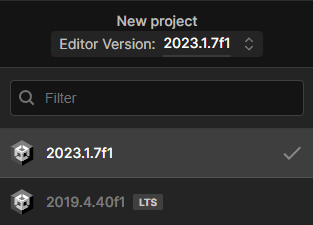 New project
Editor Version: 2023.1.7f1
Filter
2023.1.7f1
2019.4.40f1 LTS